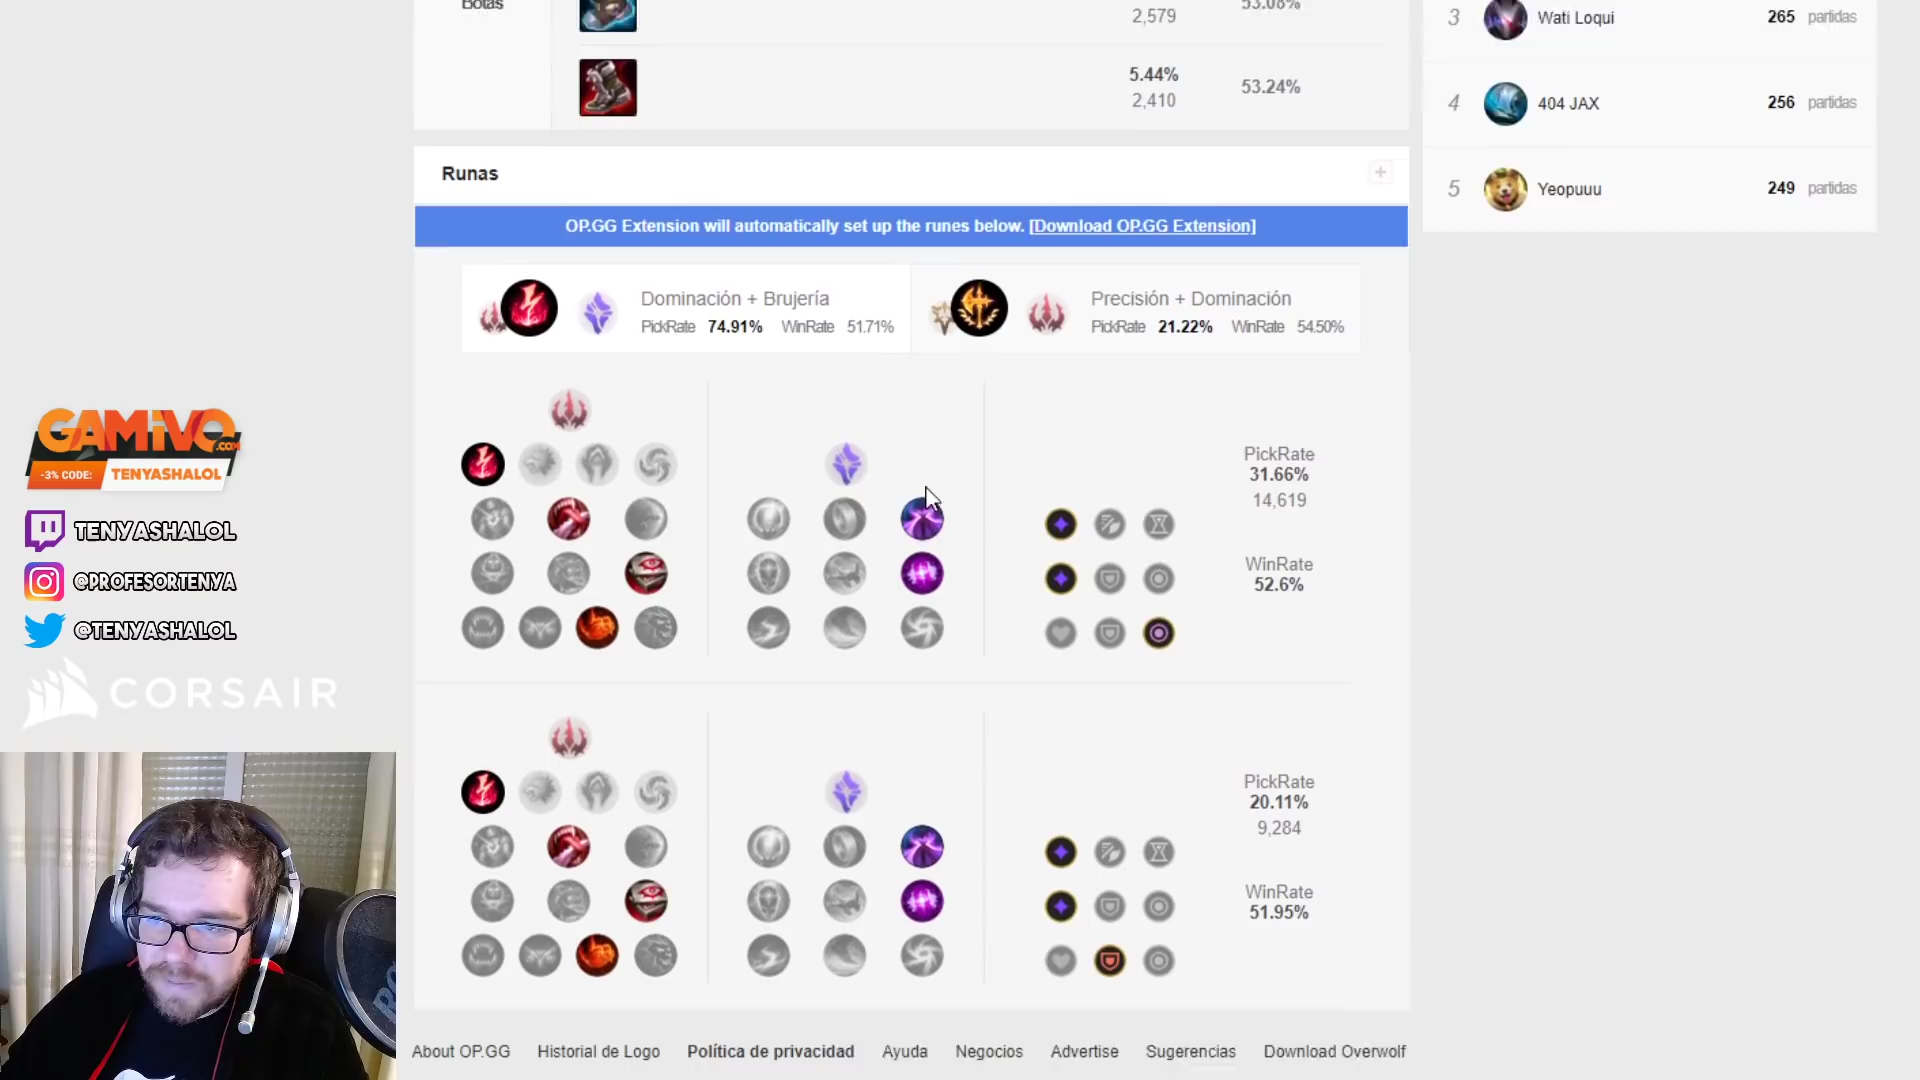 Botas
2,579
53.08%
5.44%
2,410
53.24%
3 Wati Loqui 265 partidas
4 404 JAX 256 partidas
5 Yeopuuu 249 partidas
Runas
+
OP.GG Extension will automatically set up the runes below. [Download OP.GG Extension]
Dominación + Brujería
PickRate 74.91% WinRate 51.71%
Precisión + Dominación
PickRate 21.22% WinRate 54.50%
PickRate
31.66%
14,619
WinRate
52.6%
PickRate
20.11%
9,284
WinRate
51.95%
GAMIVO.COM
-3% CODE: TENYASHALOL
TENYASHALOL
@PROFESORTENYA
@TENYASHALOL
CORSAIR
About OP.GG Historial de Logo Política de privacidad Ayuda Negocios Advertise Sugerencias Download Overwolf